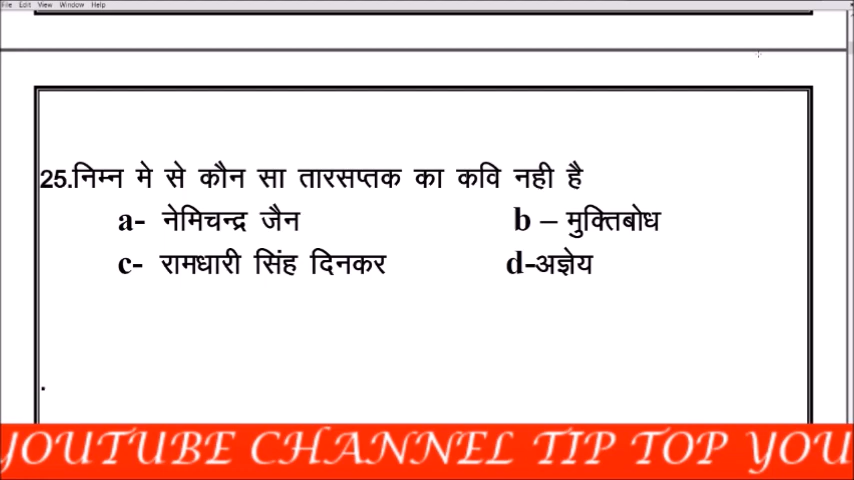 File Edit View Window Help
25.निम्न मे से कौन सा तारसप्तक का कवि नही है
a- नेमिचन्द्र जैन b – मुक्तिबोध
c- रामधारी सिंह दिनकर d-अज्ञेय
.
YOUTUBE CHANNEL TIP TOP YOU